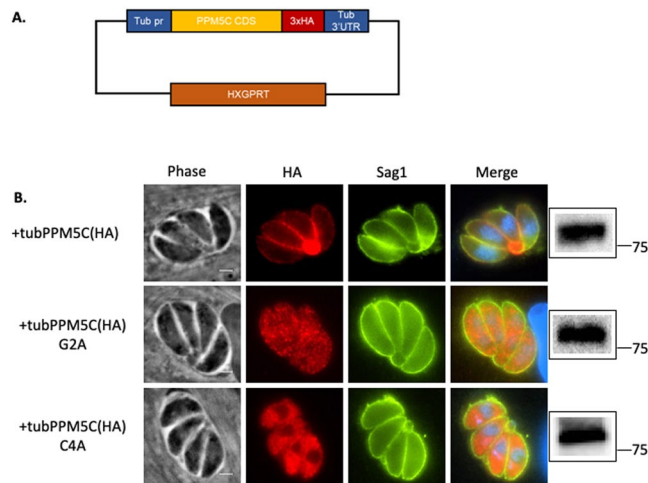 A.
Tub pr PPM5C CDS 3xHA Tub
3'UTR
HXGPRT
B.
Phase HA Sag1 Merge
+tubPPM5C(HA)
75
+tubPPM5C(HA)
G2A
75
+tubPPM5C(HA)
C4A
75